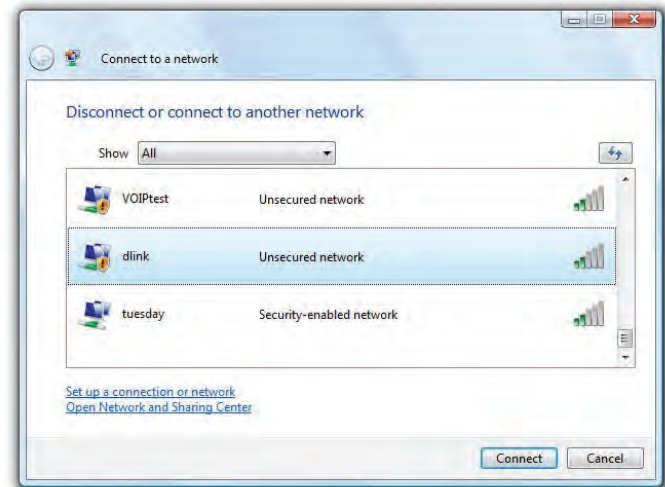 Connect to a network
Disconnect or connect to another network
Show All
VOIPtest Unsecured network
dlink Unsecured network
tuesday Security-enabled network
Set up a connection or network
Open Network and Sharing Center
Connect Cancel